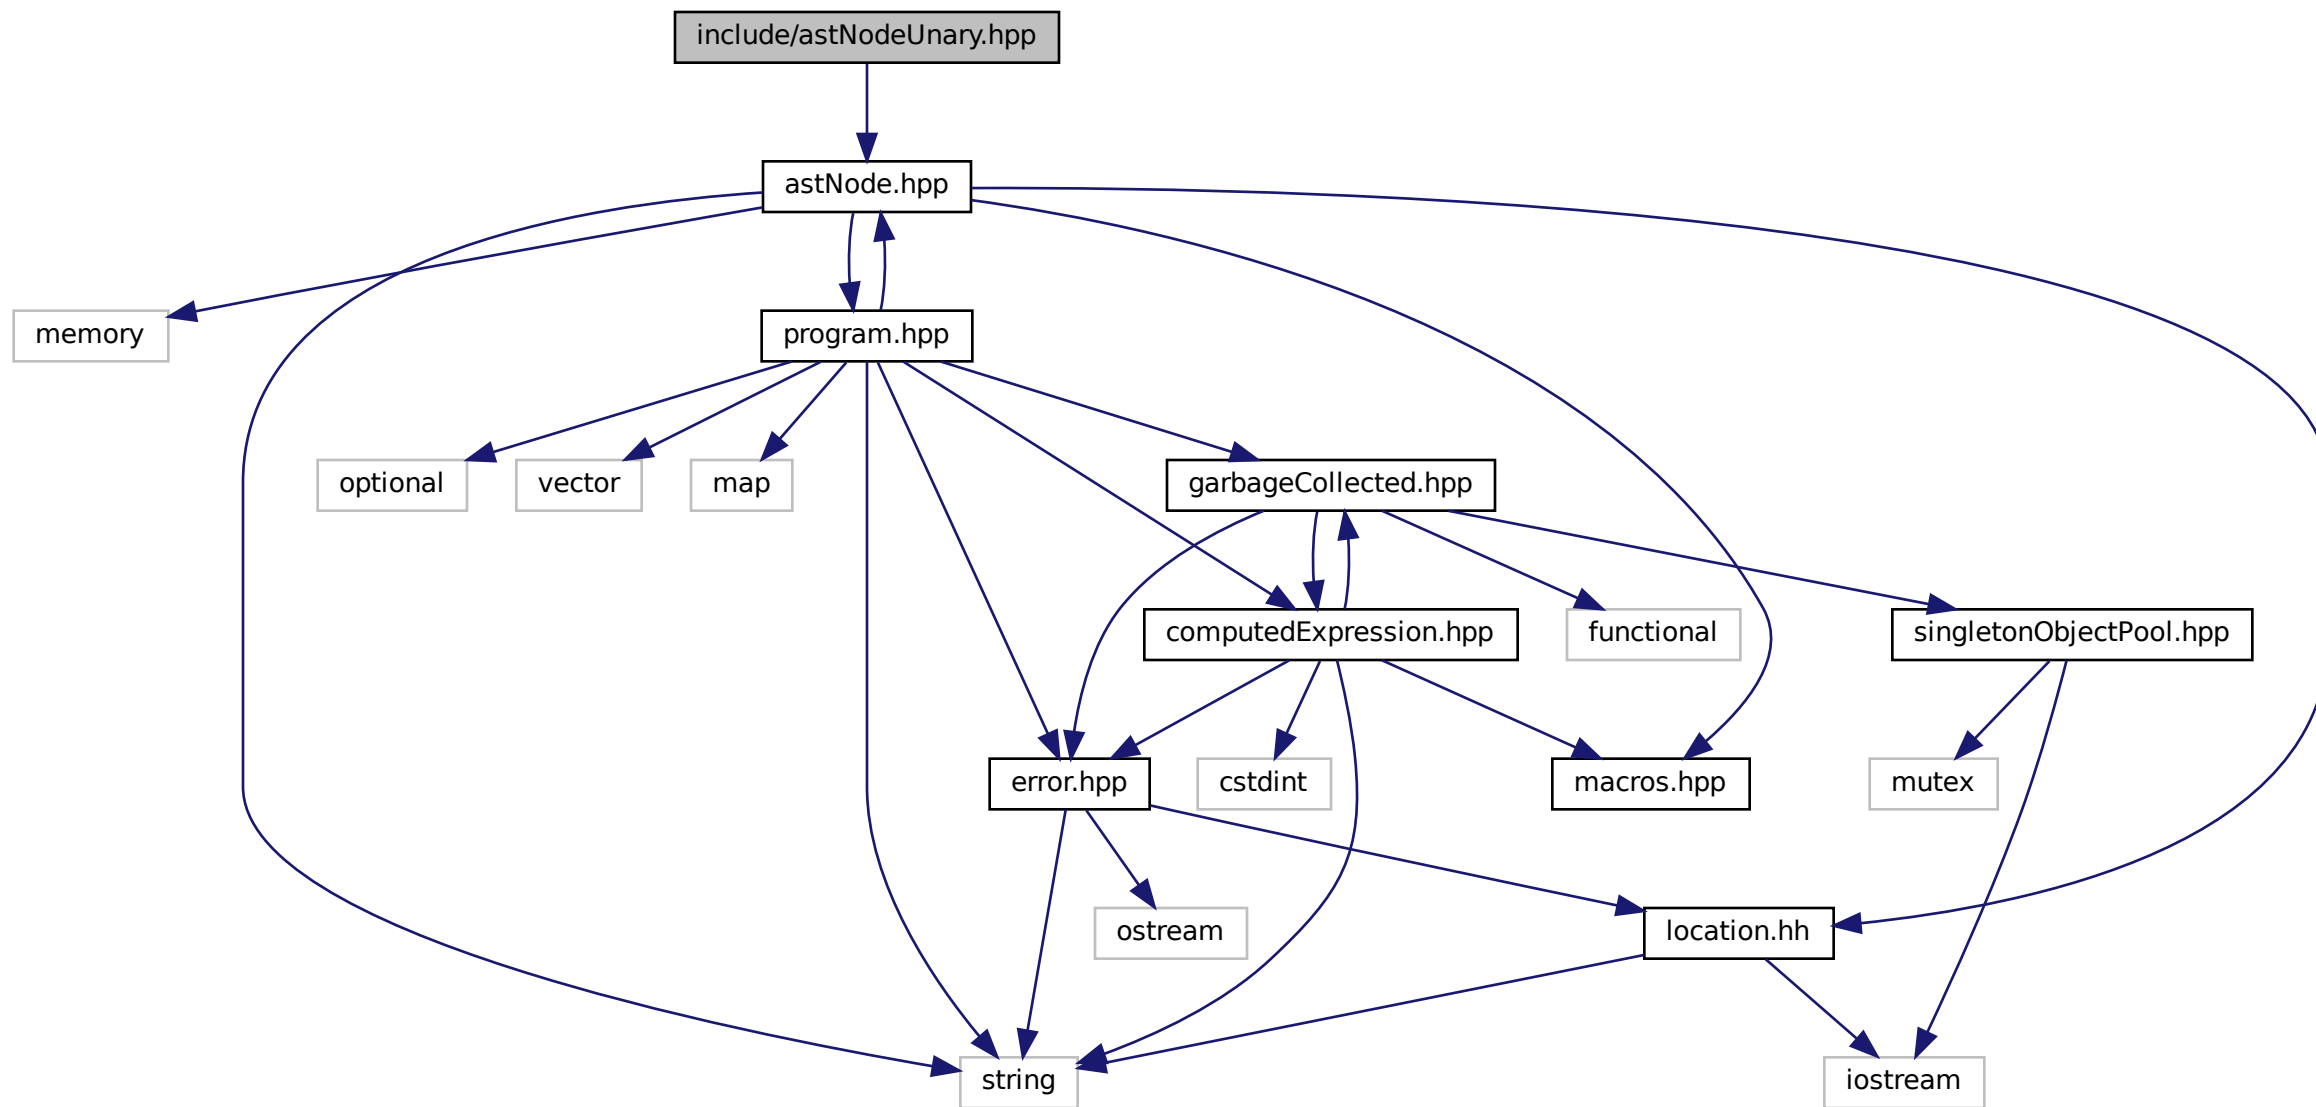 include/astNodeUnary.hpp
astNode.hpp
memory
program.hpp
optional
vector
map
garbageCollected.hpp
computedExpression.hpp
functional
singletonObjectPool.hpp
error.hpp
cstdint
macros.hpp
mutex
ostream
location.hh
string
iostream